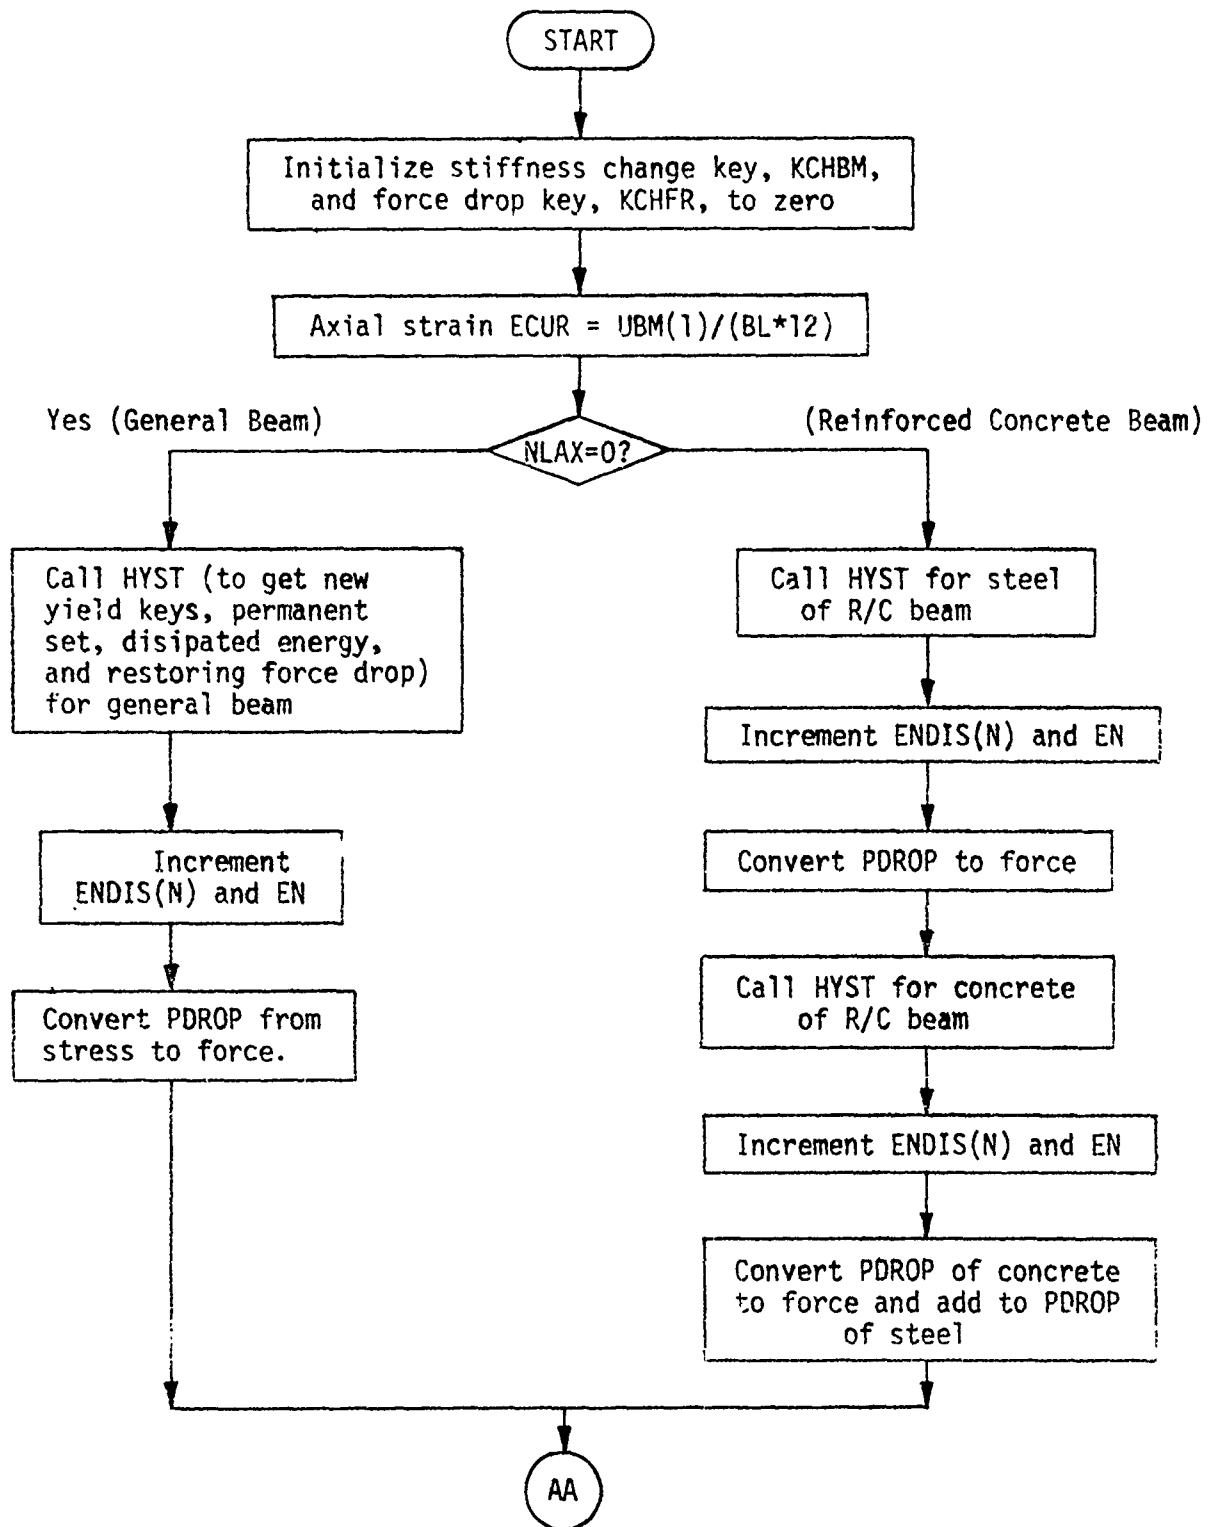 START
Initialize stiffness change key, KCHBM,
and force drop key, KCHFR, to zero
Axial strain ECUR = UBM(1)/(BL*12)
Yes (General Beam)
(Reinforced Concrete Beam)
NLAX=0?
Call HYST (to get new
yield keys, permanent
set, disipated energy,
and restoring force drop)
for general beam
Increment
ENDIS(N) and EN
Convert PDROP from
stress to force.
Call HYST for steel
of R/C beam
Increment ENDIS(N) and EN
Convert PDROP to force
Call HYST for concrete
of R/C beam
Increment ENDIS(N) and EN
Convert PDROP of concrete
to force and add to PDROP
of steel
AA